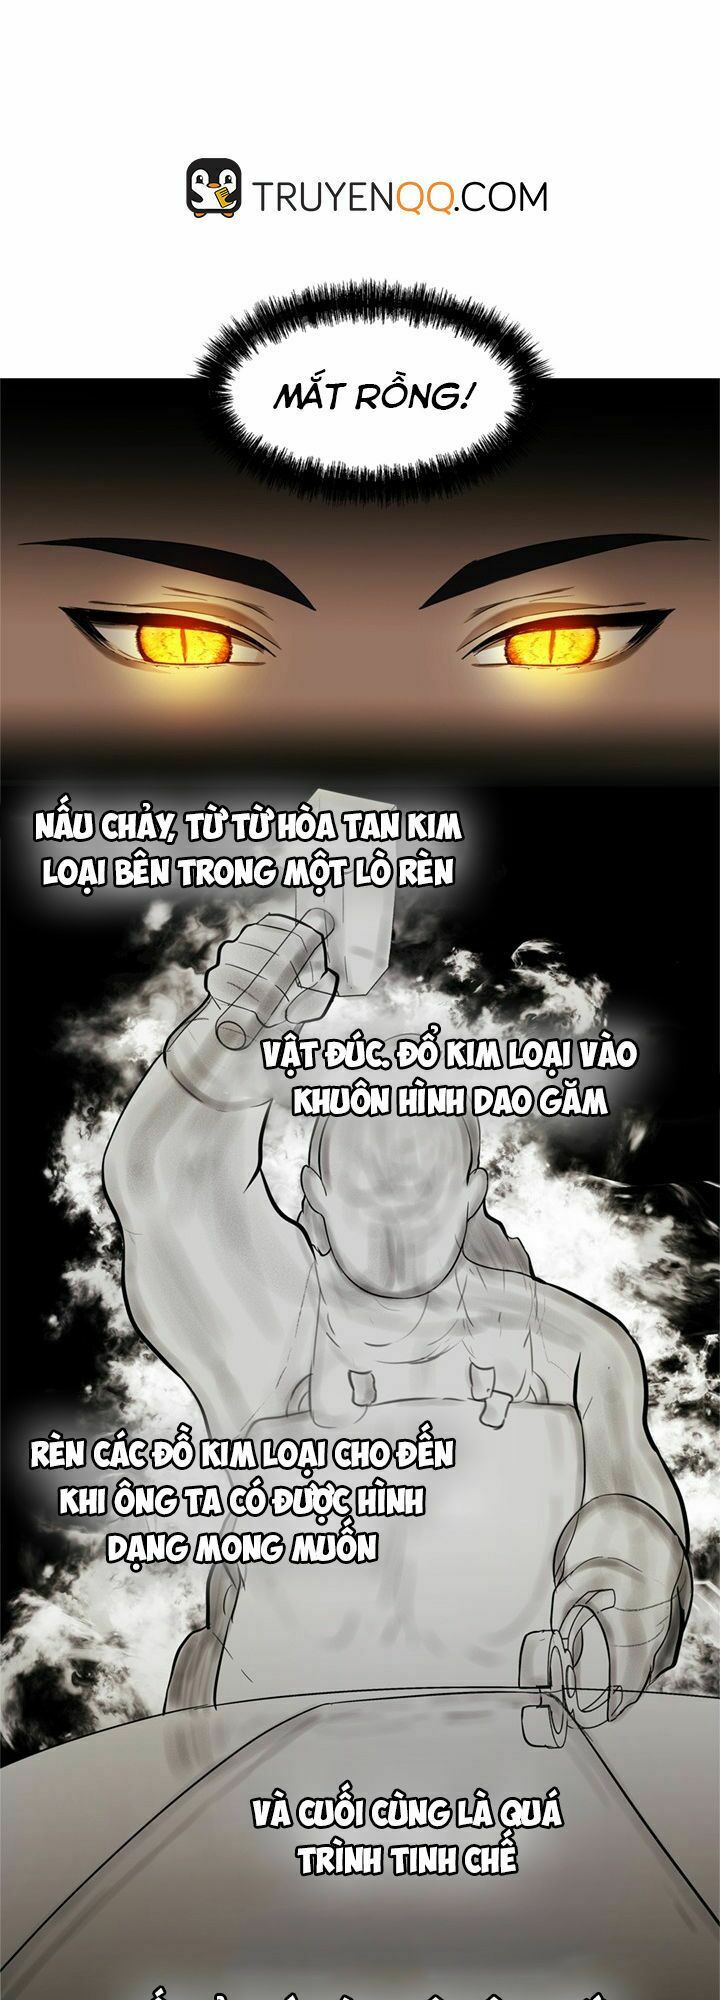 TRUYENQQ.COM
MẮT RỒNG!
NẤU CHẢY, TỪ TỪ HÒA TAN KIM
LOẠI BÊN TRONG MỘT LÒ RÈN
VẬT ĐÚC. ĐỔ KIM LOẠI VÀO
KHUÔN HÌNH DAO GĂM
RÈN CÁC ĐỒ KIM LOẠI CHO ĐẾN
KHI ÔNG TA CÓ ĐƯỢC HÌNH
DẠNG MONG MUỐN
VÀ CUỐI CÙNG LÀ QUÁ
TRÌNH TINH CHẾ